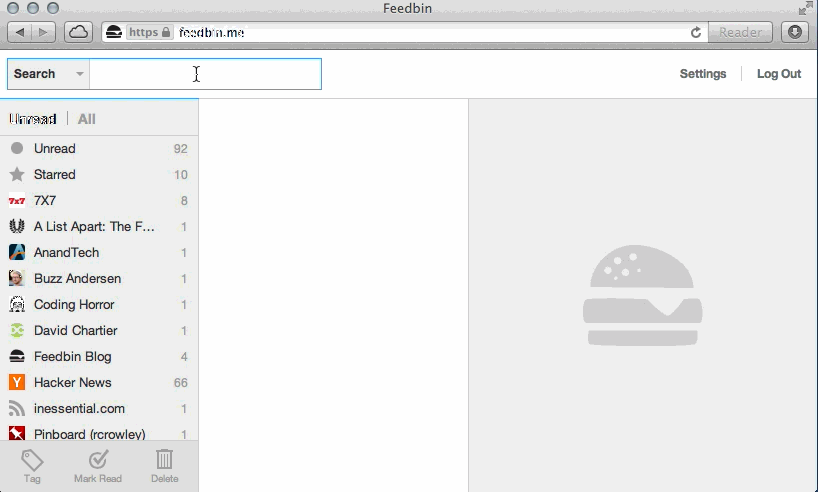 Feedbin
https feedbin.me Reader
Search
Settings Log Out
Unread All
Unread 92
Starred 10
7x7 7X7 8
A List Apart: The F... 1
AnandTech 1
Buzz Andersen 1
Coding Horror 1
David Chartier 1
Feedbin Blog 4
Y Hacker News 66
inessential.com 1
Pinboard (rcrowley) 1
Tag Mark Read Delete